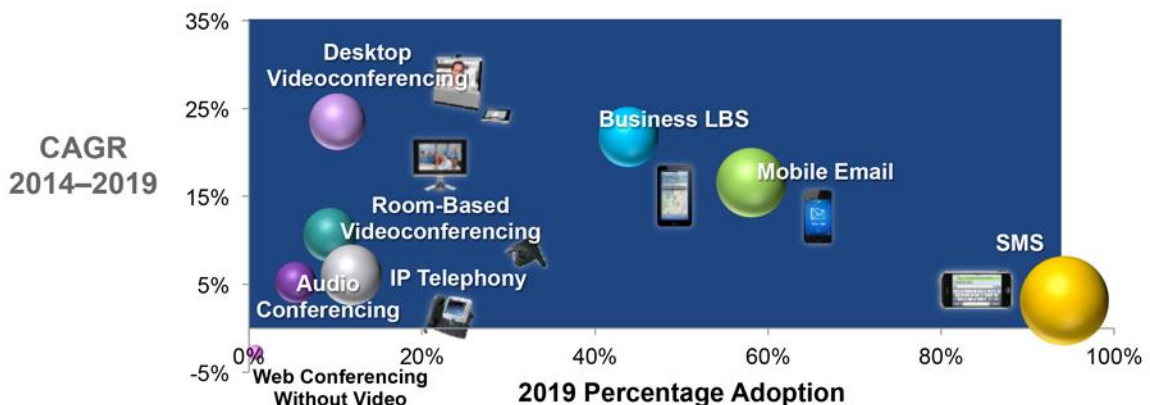 35%
Desktop
Videoconferencing
25%
Business LBS
CAGR
2014–2019
Mobile Email
15%
Room-Based
Videoconferencing
SMS
IP Telephony
5%
Audio
Conferencing
0% 20% 40% 60% 80% 100%
-5%
Web Conferencing
Without Video
2019 Percentage Adoption